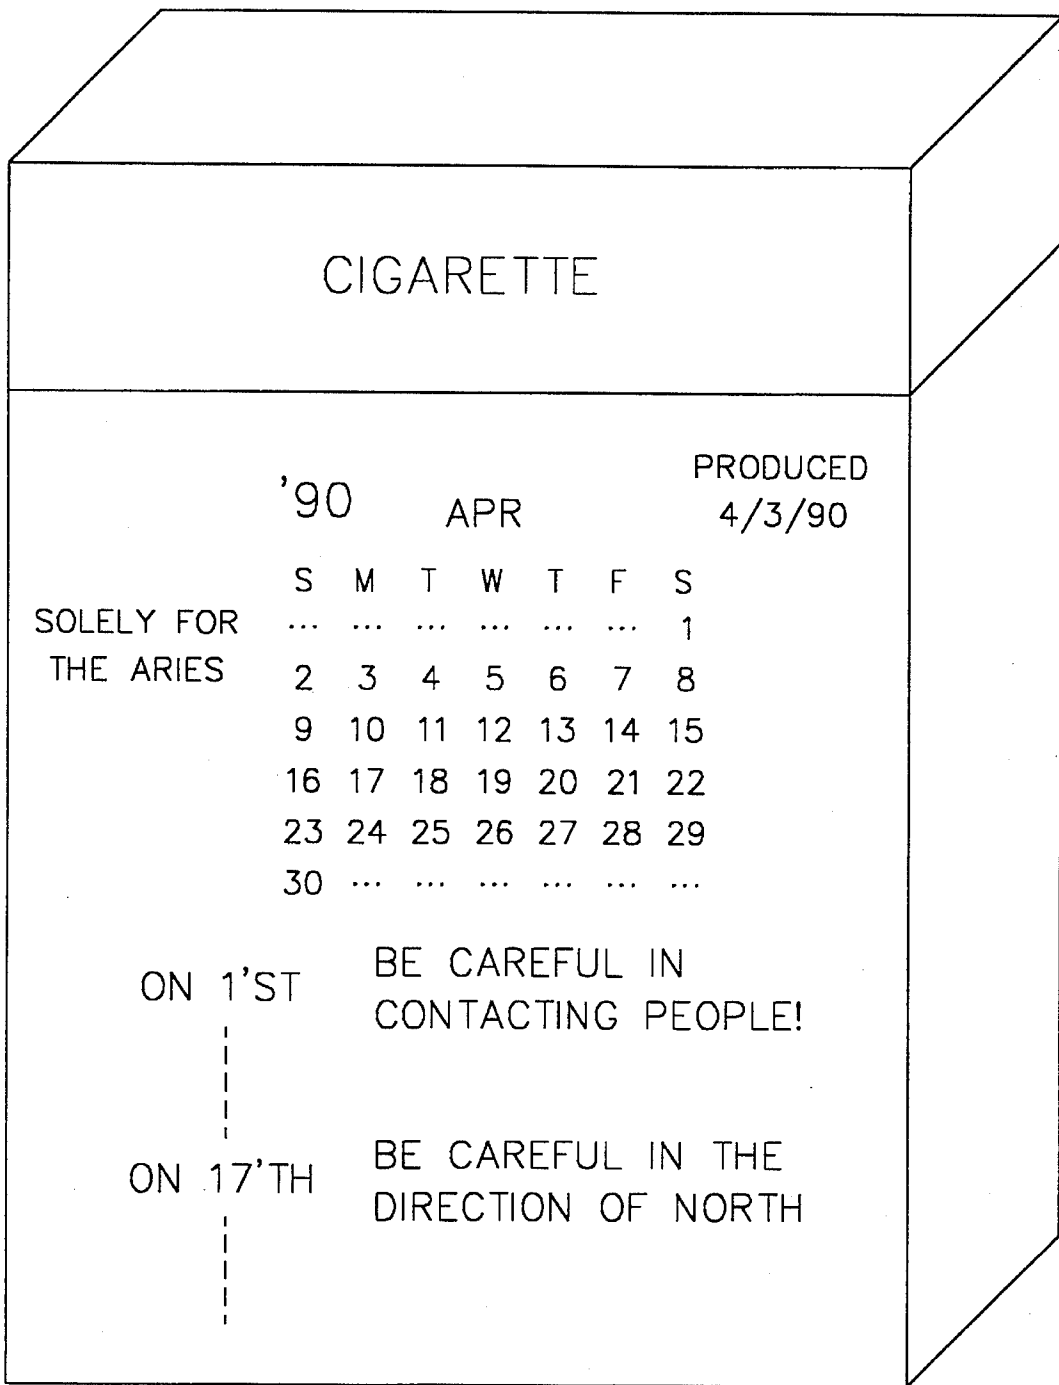 CIGARETTE
PRODUCED
'90 APR 4/3/90
S M T W T F S
SOLELY FOR ... ... ... ... ... ... 1
THE ARIES 2 3 4 5 6 7 8
9 10 11 12 13 14 15
16 17 18 19 20 21 22
23 24 25 26 27 28 29
30 ... ... ... ... ... ...
ON 1'ST BE CAREFUL IN
CONTACTING PEOPLE!
ON 17'TH BE CAREFUL IN THE
DIRECTION OF NORTH